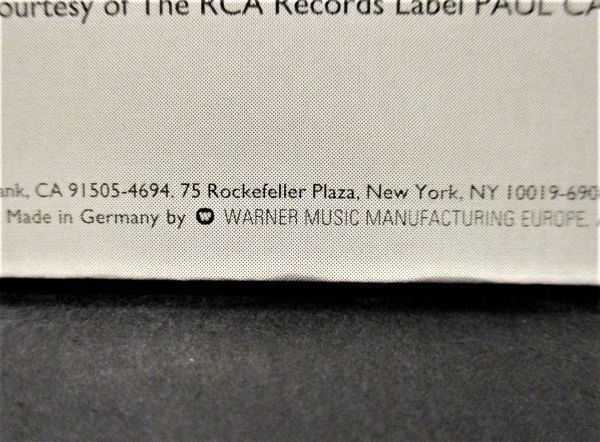 ourtesy of The RCA Records Label PAUL CA
ank, CA 91505-4694. 75 Rockefeller Plaza, New York, NY 10019-690
Made in Germany by W WARNER MUSIC MANUFACTURING EUROPE.